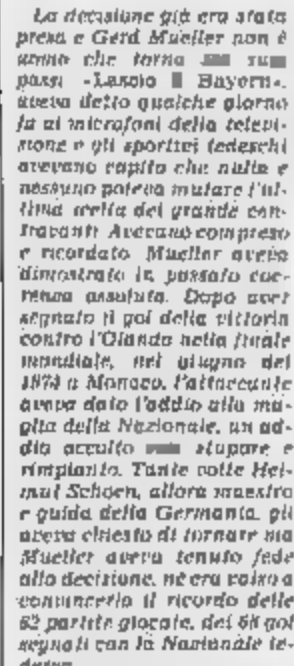 La decisione già era stata
presa e Gerd Mueller non è
uomo che torna sui suoi
passi. «Lascio il Bayern»,
aveva detto qualche giorno
fa ai microfoni della televi-
sione e gli sportivi tedeschi
avevano capito che nulla e
nessuno poteva mutare l'ul-
tima scelta del grande cen-
travanti. Avevano compreso
e ricordato. Mueller aveva
dimostrato in passato coe-
renza assoluta. Dopo aver
segnato il gol della vittoria
contro l'Olanda nella finale
mondiale, nel giugno del
1974 a Monaco, l'attaccante
aveva dato l'addio alla ma-
glia della Nazionale, un ad-
dio accolto con stupore e
rimpianto. Tante volte Hel-
mut Schoen, allora maestro
e guida della Germania, gli
aveva chiesto di tornare ma
Mueller aveva tenuto fede
alla decisione, né era valso a
convincerlo il ricordo delle
62 partite giocate, dei 68 gol
segnati con la Nazionale te-
desca.